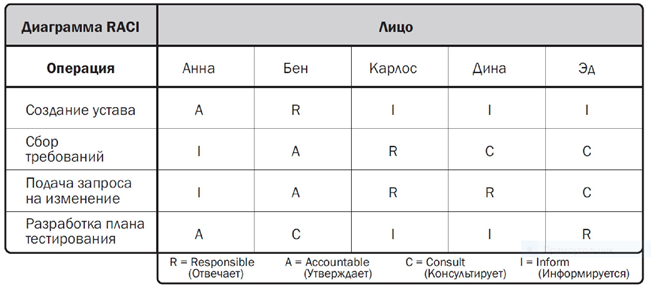 Диаграмма RACI Лицо
Операция Анна Бен Карлос Дина Эд
Создание устава A R I I I
Сбор
требований I A R C C
Подача запроса
на изменение I A R R C
Разработка плана
тестирования A C I I R
R = Responsible A = Accountable C = Consult I = Inform
(Отвечает) (Утверждает) (Консультирует) (Информируется)